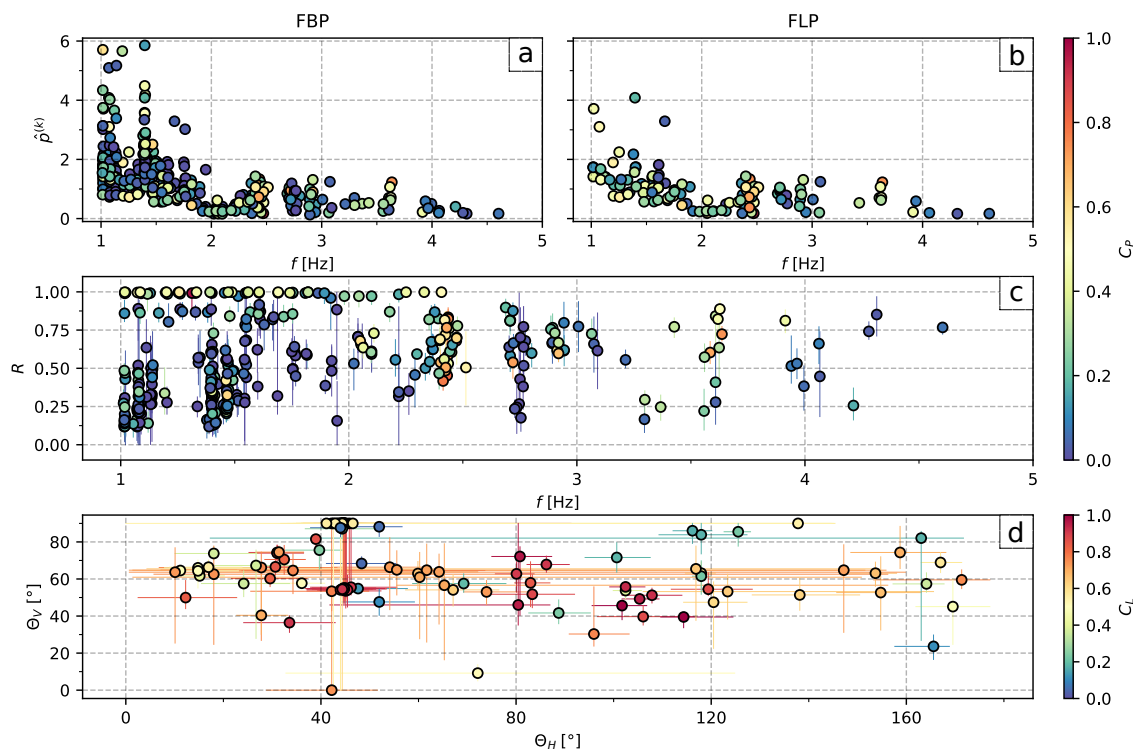 FBP
FLP
a
b
6
4
2
0
p̂⁽ᵏ⁾
1 2 3 4 5
1 2 3 4 5
f [Hz]
f [Hz]
c
1.00
0.75
0.50
0.25
0.00
R
1 2 3 4 5
f [Hz]
1.0
0.8
0.6
0.4
0.2
0.0
C_P
d
80
60
40
20
0
Θ_V [°]
0 40 80 120 160
Θ_H [°]
1.0
0.8
0.6
0.4
0.2
0.0
C_L